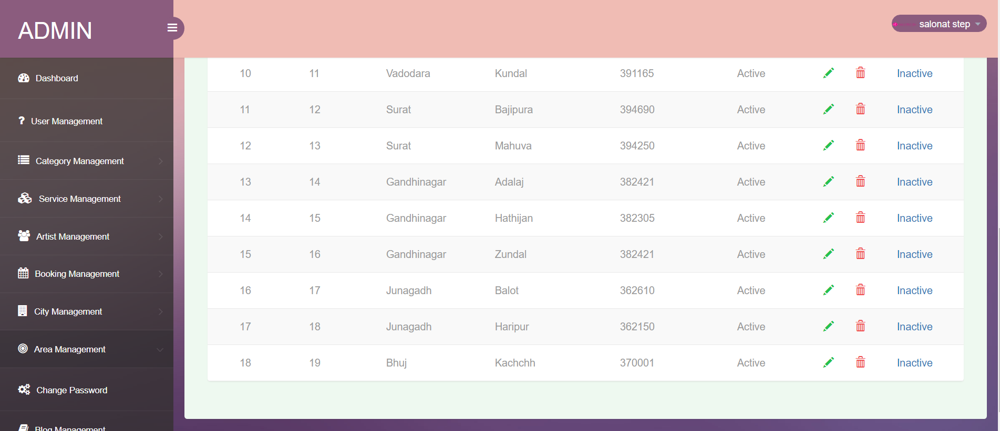 ADMIN
salonat step
Dashboard
User Management
Category Management
Service Management
Artist Management
Booking Management
City Management
Area Management
Change Password
Blog Management
10 11 Vadodara Kundal 391165 Active Inactive
11 12 Surat Bajipura 394690 Active Inactive
12 13 Surat Mahuva 394250 Active Inactive
13 14 Gandhinagar Adalaj 382421 Active Inactive
14 15 Gandhinagar Hathijan 382305 Active Inactive
15 16 Gandhinagar Zundal 382421 Active Inactive
16 17 Junagadh Balot 362610 Active Inactive
17 18 Junagadh Haripur 362150 Active Inactive
18 19 Bhuj Kachchh 370001 Active Inactive